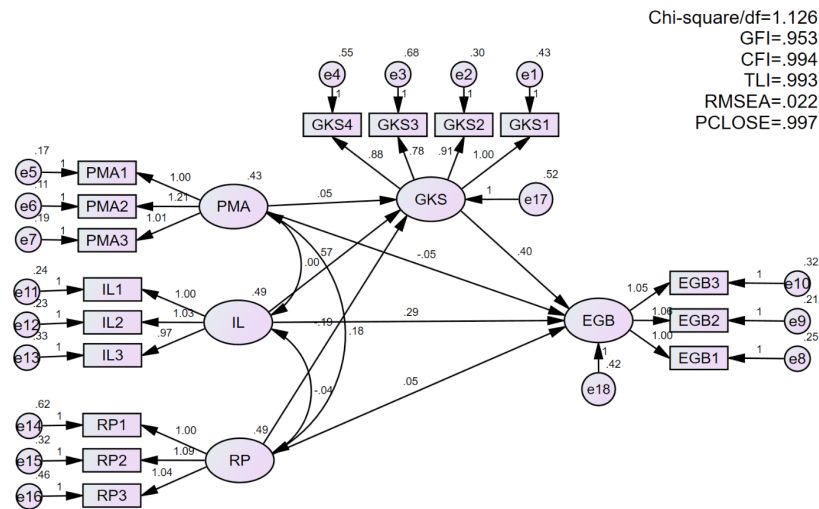 Chi-square/df=1.126
GFI=.953
CFI=.994
TLI=.993
RMSEA=.022
PCLOSE=.997
.55 .68 .30 .43
e4 e3 e2 e1
1 1 1 1
GKS4 GKS3 GKS2 GKS1
.88 .78 .91 1.00
.17
e5 1 PMA1 1.00
.11
e6 1 PMA2 1.21
.19
e7 1 PMA3 1.01
.43
PMA
.05
GKS
1
.52
e17
.57
.00
-.05
.40
.24
e11 1 IL1 1.00
.23
e12 1 IL2 1.03
.33
e13 1 IL3 .97
.49
IL
.29
-.19
.18
EGB
1.05 EGB3 1 e10 .32
1.06 EGB2 1 e9 .21
1.00 EGB1 1 e8 .25
1
.42
e18
-.04
.05
.62
e14 1 RP1 1.00
.32
e15 1 RP2 1.09
.46
e16 1 RP3 1.04
.49
RP